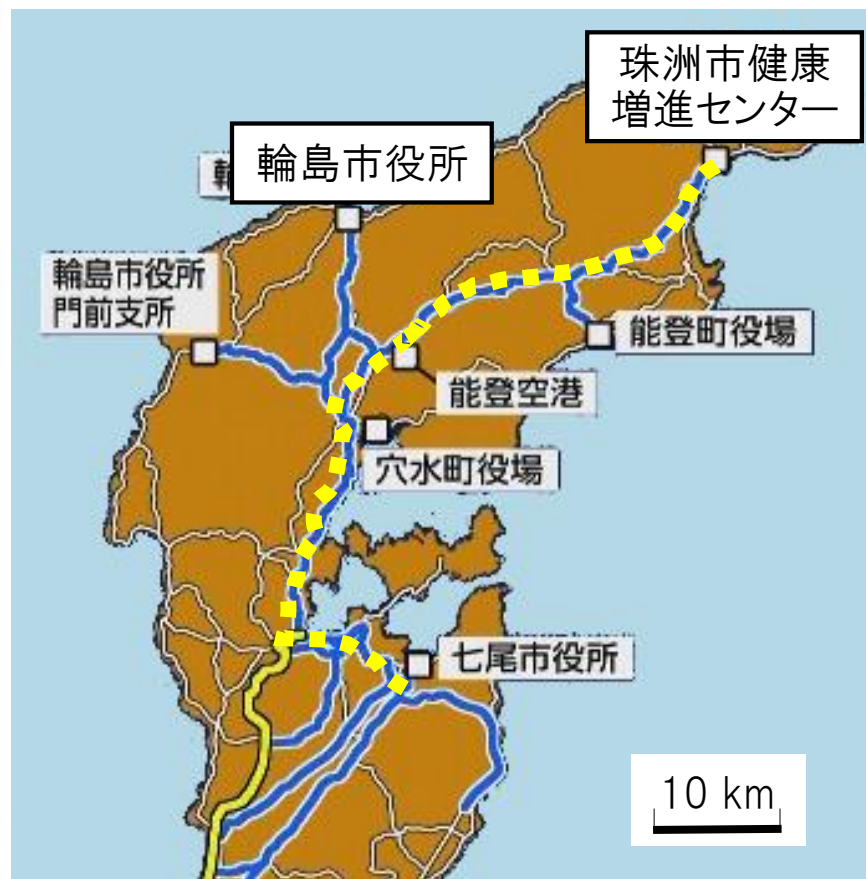 珠洲市健康
増進センター
輪島市役所
輪島市役所
門前支所
能登町役場
能登空港
穴水町役場
七尾市役所
10 km